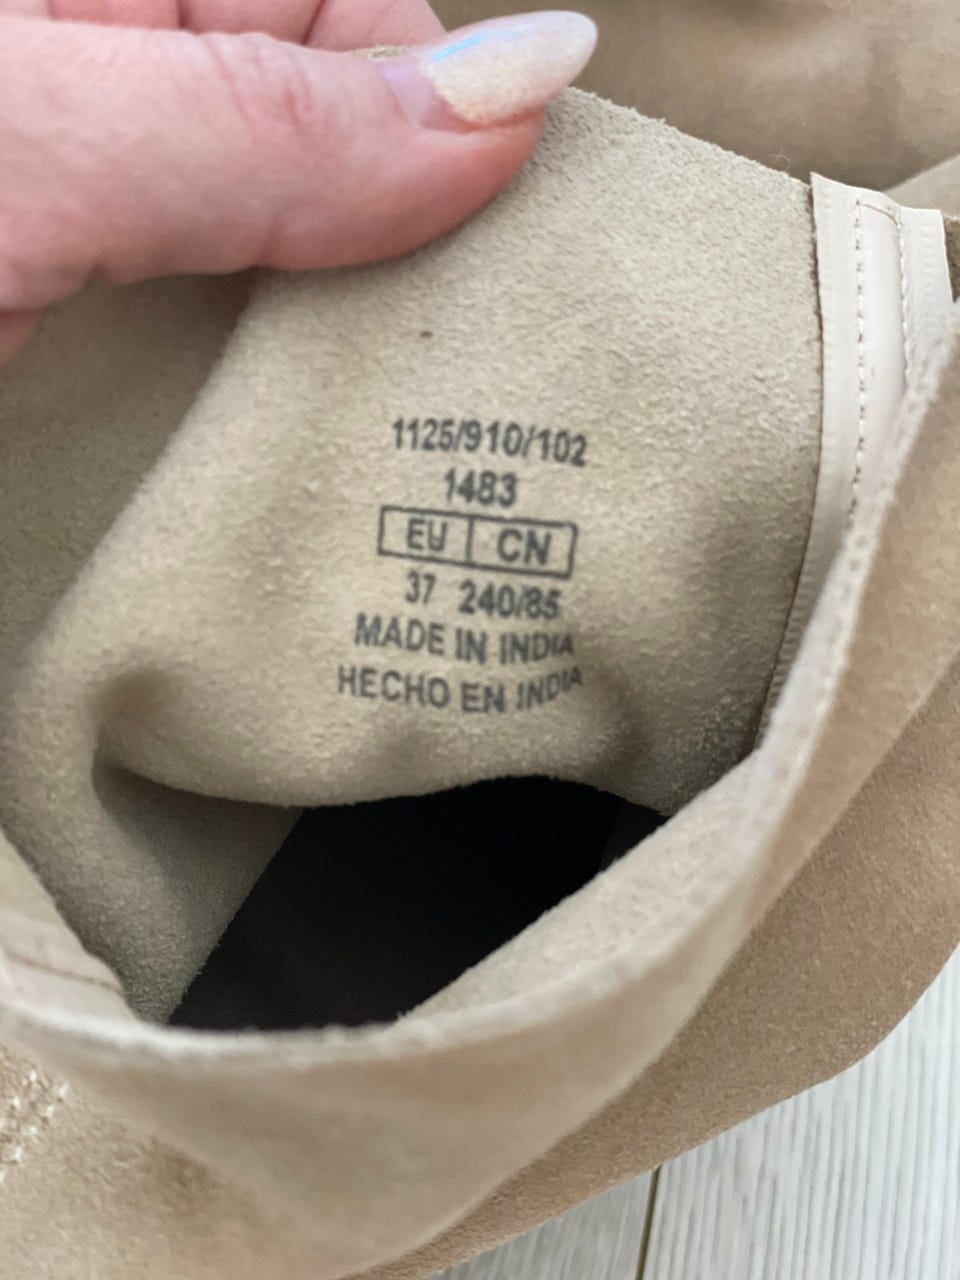 1125/910/102
1483
EU CN
37 240/85
MADE IN INDIA
HECHO EN INDIA